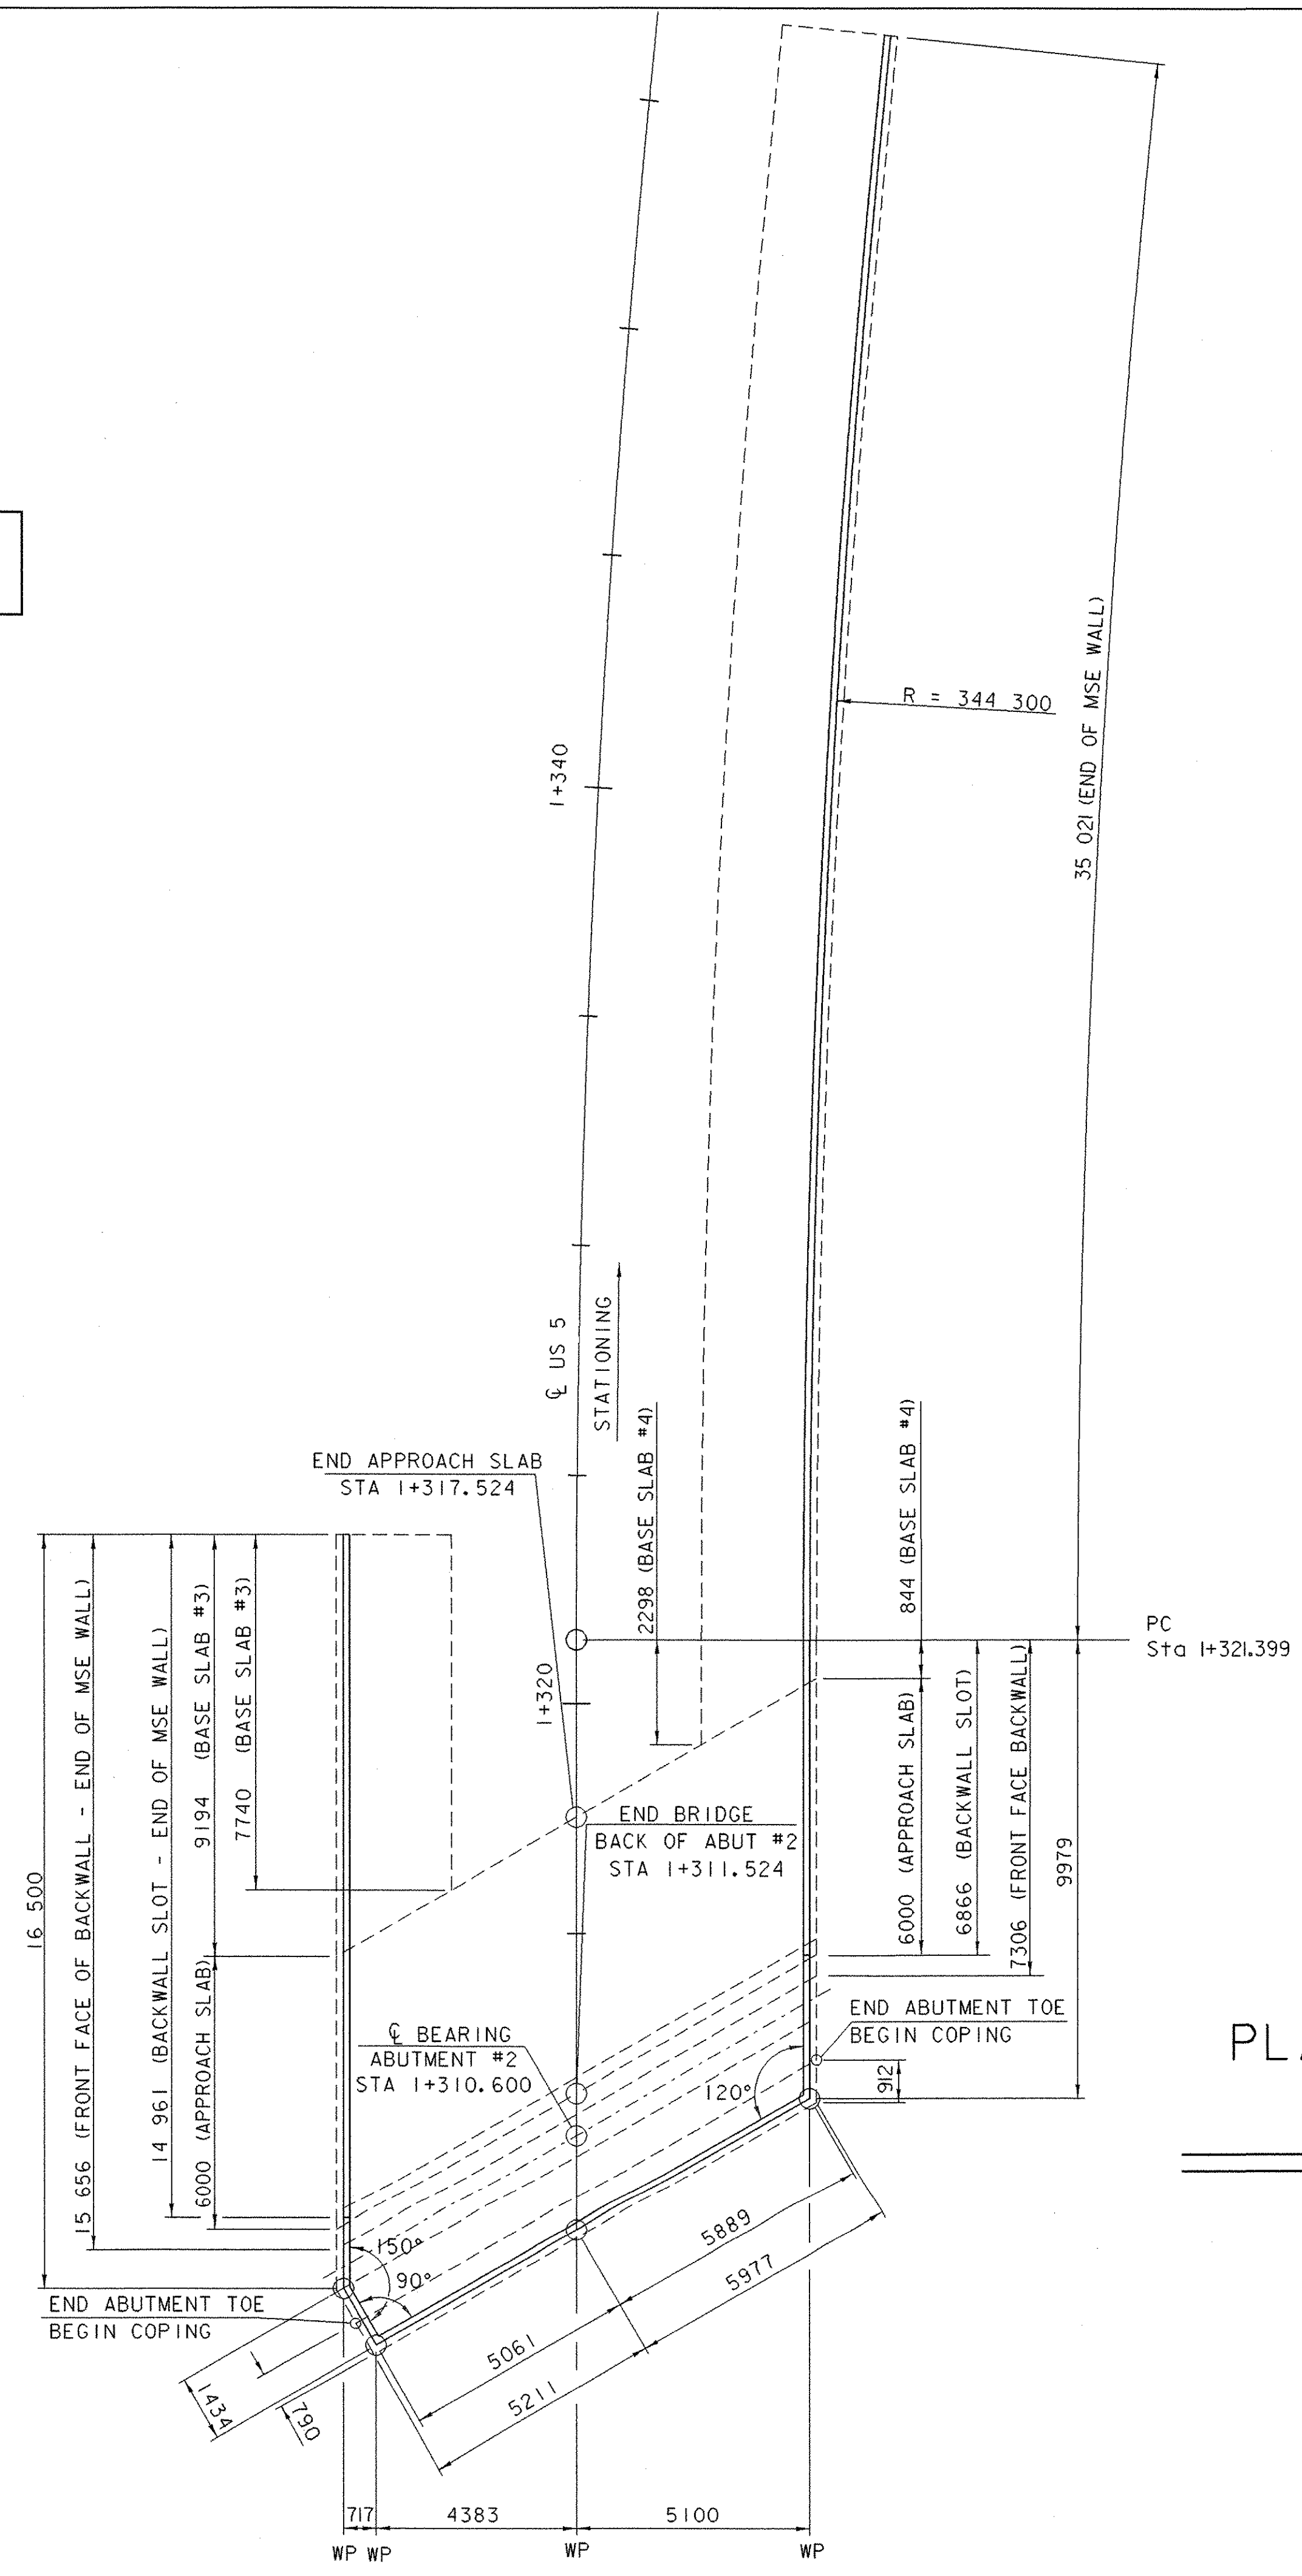 R = 344 300
35 021 (END OF MSE WALL)
1+340
℄ US 5
STATIONING
END APPROACH SLAB
STA 1+317.524
2298 (BASE SLAB #4)
844 (BASE SLAB #4)
PC
Sta 1+321.399
1+320
16 500
15 656 (FRONT FACE OF BACKWALL - END OF MSE WALL)
14 961 (BACKWALL SLOT - END OF MSE WALL)
9194 (BASE SLAB #3)
7740 (BASE SLAB #3)
6000 (APPROACH SLAB)
END BRIDGE
BACK OF ABUT #2
STA 1+311.524
6000 (APPROACH SLAB)
6866 (BACKWALL SLOT)
7306 (FRONT FACE BACKWALL)
9979
℄ BEARING
ABUTMENT #2
STA 1+310.600
END ABUTMENT TOE
BEGIN COPING
912
120°
150°
90°
END ABUTMENT TOE
BEGIN COPING
5889
5977
5061
5211
1434
790
717
4383
5100
WP WP
WP
WP